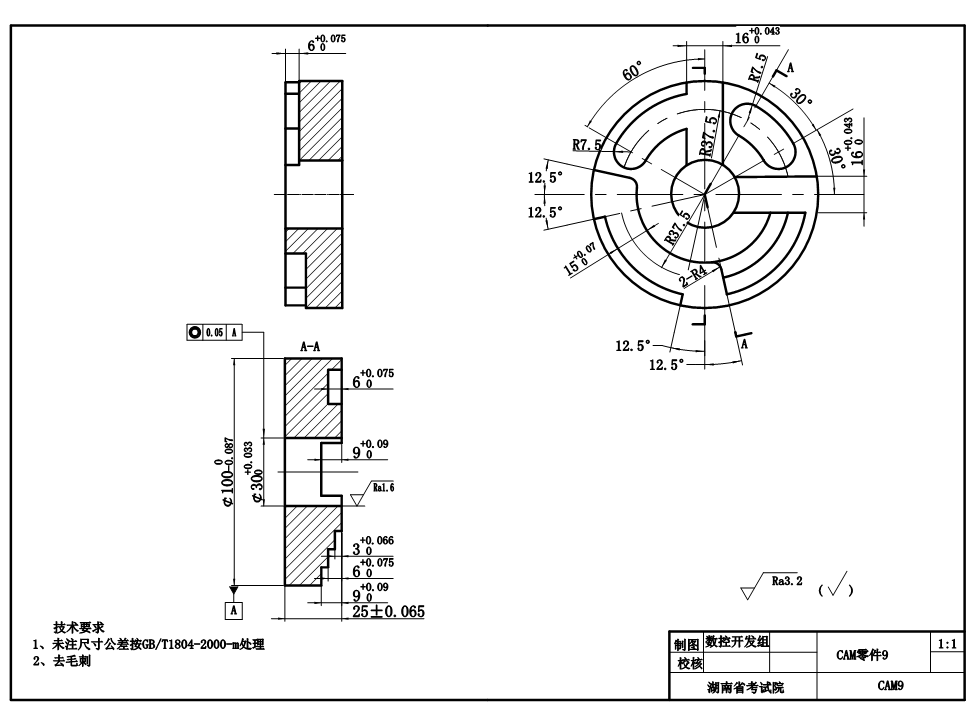 6 +0.075 0
16 +0.043 0
60°
R7.5
A
30°
R37.5
R7.5
30°
16 +0.043 0
12.5°
12.5°
R37.5
15 +0.07 0
2-R4
12.5°
A
12.5°
0.05 A
A-A
6 +0.075 0
9 +0.09 0
¢100 0 -0.087
¢30 +0.033 0
Ra1.6
3 +0.066 0
6 +0.075 0
9 +0.09 0
A
25±0.065
Ra3.2 ( )
技术要求
1、未注尺寸公差按GB/T1804-2000-m处理
2、去毛刺
制图 数控开发组 CAM零件9 1:1
校核
湖南省考试院 CAM9